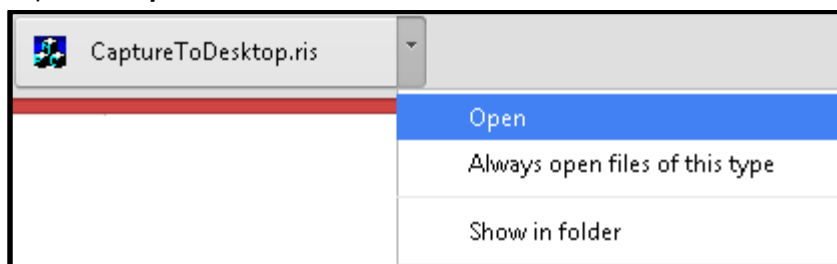 CaptureToDesktop.ris
Open
Always open files of this type
Show in folder